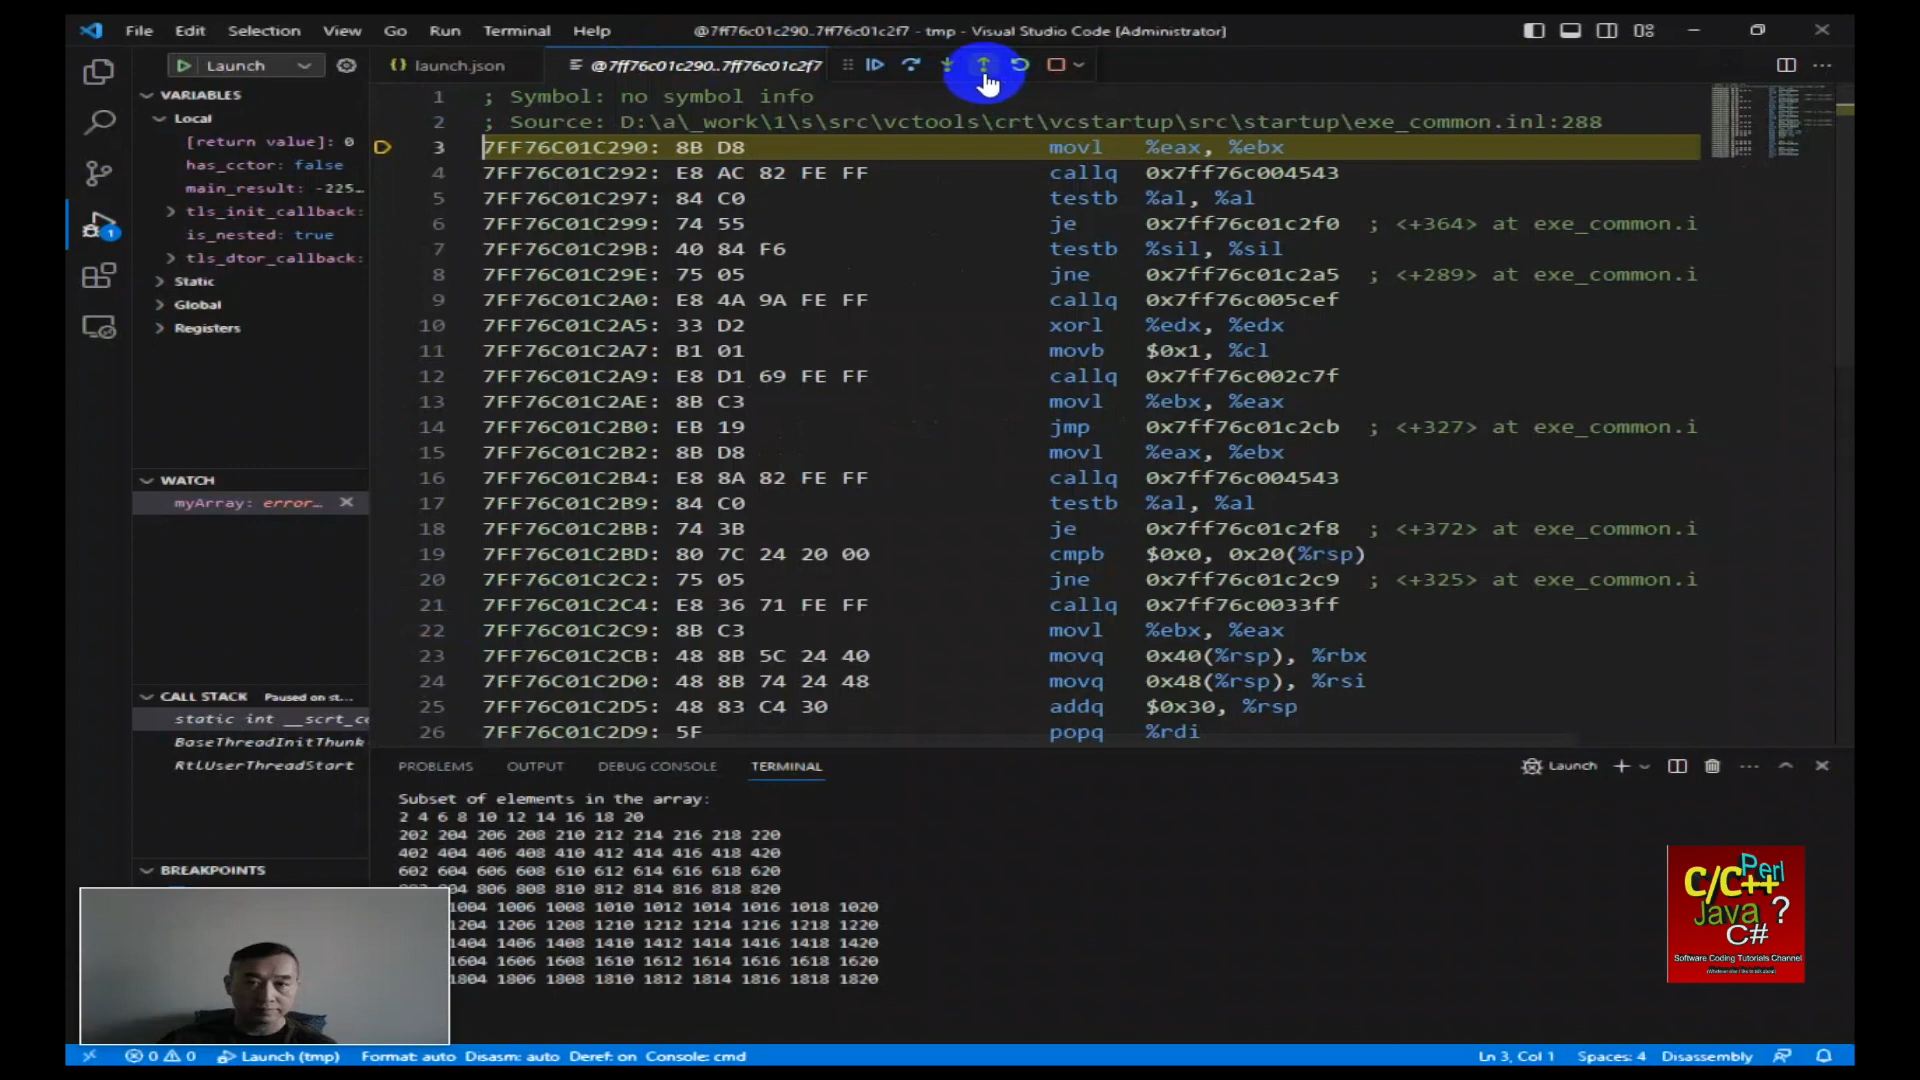 File Edit Selection View Go Run Terminal Help @7ff76c01c290..7ff76c01c2f7 - tmp - Visual Studio Code [Administrator]
Launch
{} launch.json
@7ff76c01c290..7ff76c01c2f7
VARIABLES
Local
[return value]: 0
has_cctor: false
main_result: -225…
tls_init_callback:
is_nested: true
tls_dtor_callback:
Static
Global
Registers
WATCH
myArray: error…
CALL STACK Paused on st…
static int __scrt_co
BaseThreadInitThunk
RtlUserThreadStart
BREAKPOINTS
1
1 ; Symbol: no symbol info
2 ; Source: D:\a\_work\1\s\src\vctools\crt\vcstartup\src\startup\exe_common.inl:288
3 7FF76C01C290: 8B D8 movl %eax, %ebx
4 7FF76C01C292: E8 AC 82 FE FF callq 0x7ff76c004543
5 7FF76C01C297: 84 C0 testb %al, %al
6 7FF76C01C299: 74 55 je 0x7ff76c01c2f0 ; <+364> at exe_common.i
7 7FF76C01C29B: 40 84 F6 testb %sil, %sil
8 7FF76C01C29E: 75 05 jne 0x7ff76c01c2a5 ; <+289> at exe_common.i
9 7FF76C01C2A0: E8 4A 9A FE FF callq 0x7ff76c005cef
10 7FF76C01C2A5: 33 D2 xorl %edx, %edx
11 7FF76C01C2A7: B1 01 movb $0x1, %cl
12 7FF76C01C2A9: E8 D1 69 FE FF callq 0x7ff76c002c7f
13 7FF76C01C2AE: 8B C3 movl %ebx, %eax
14 7FF76C01C2B0: EB 19 jmp 0x7ff76c01c2cb ; <+327> at exe_common.i
15 7FF76C01C2B2: 8B D8 movl %eax, %ebx
16 7FF76C01C2B4: E8 8A 82 FE FF callq 0x7ff76c004543
17 7FF76C01C2B9: 84 C0 testb %al, %al
18 7FF76C01C2BB: 74 3B je 0x7ff76c01c2f8 ; <+372> at exe_common.i
19 7FF76C01C2BD: 80 7C 24 20 00 cmpb $0x0, 0x20(%rsp)
20 7FF76C01C2C2: 75 05 jne 0x7ff76c01c2c9 ; <+325> at exe_common.i
21 7FF76C01C2C4: E8 36 71 FE FF callq 0x7ff76c0033ff
22 7FF76C01C2C9: 8B C3 movl %ebx, %eax
23 7FF76C01C2CB: 48 8B 5C 24 40 movq 0x40(%rsp), %rbx
24 7FF76C01C2D0: 48 8B 74 24 48 movq 0x48(%rsp), %rsi
25 7FF76C01C2D5: 48 83 C4 30 addq $0x30, %rsp
26 7FF76C01C2D9: 5F popq %rdi
PROBLEMS OUTPUT DEBUG CONSOLE TERMINAL Launch
Subset of elements in the array:
2 4 6 8 10 12 14 16 18 20
202 204 206 208 210 212 214 216 218 220
402 404 406 408 410 412 414 416 418 420
602 604 606 608 610 612 614 616 618 620
806 808 810 812 814 816 818 820
1004 1006 1008 1010 1012 1014 1016 1018 1020
1204 1206 1208 1210 1212 1214 1216 1218 1220
1404 1406 1408 1410 1412 1414 1416 1418 1420
1604 1606 1608 1610 1612 1614 1616 1618 1620
1804 1806 1808 1810 1812 1814 1816 1818 1820
Perl
C/C++
Java ?
C#
Software Coding Tutorials Channel
0 0 Launch (tmp) Format: auto Disasm: auto Deref: on Console: cmd Ln 3, Col 1 Spaces: 4 Disassembly